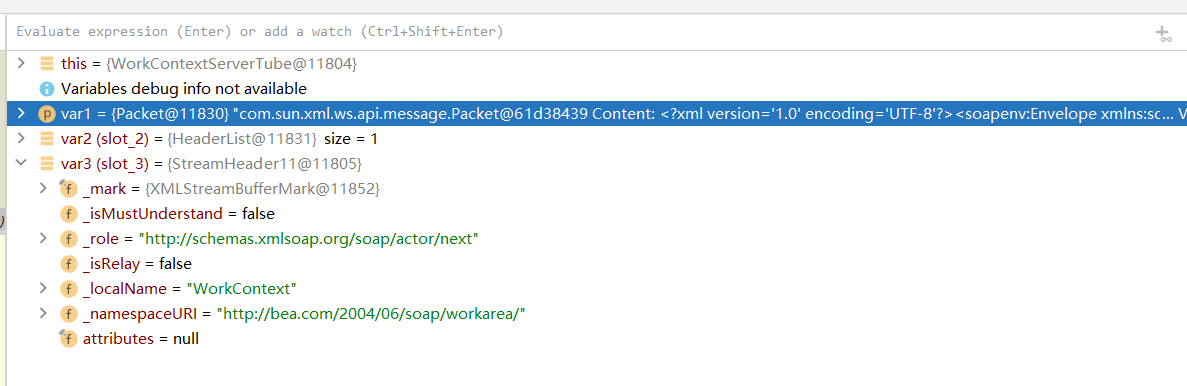 Evaluate expression (Enter) or add a watch (Ctrl+Shift+Enter)
this = {WorkContextServerTube@11804}
Variables debug info not available
p var1 = {Packet@11830} "com.sun.xml.ws.api.message.Packet@61d38439 Content: <?xml version='1.0' encoding='UTF-8'?><soapenv:Envelope xmlns:sc... V
var2 (slot_2) = {HeaderList@11831} size = 1
var3 (slot_3) = {StreamHeader11@11805}
f _mark = {XMLStreamBufferMark@11852}
f _isMustUnderstand = false
f _role = "http://schemas.xmlsoap.org/soap/actor/next"
f _isRelay = false
f _localName = "WorkContext"
f _namespaceURI = "http://bea.com/2004/06/soap/workarea/"
f attributes = null